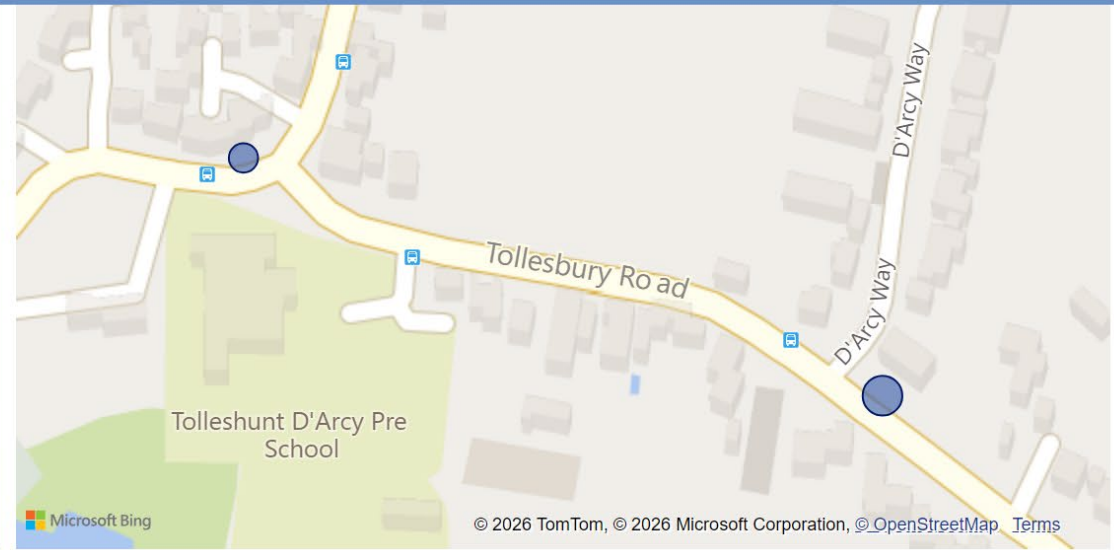 D'Arcy Way
Tollesbury Road
D'Arcy Way
Tolleshunt D'Arcy Pre
School
Microsoft Bing
© 2026 TomTom, © 2026 Microsoft Corporation, © OpenStreetMap Terms